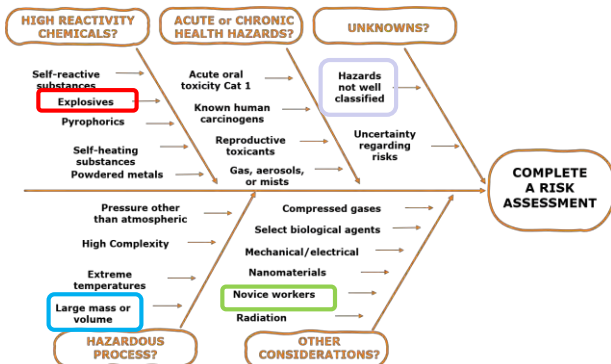 HIGH REACTIVITY
CHEMICALS?
ACUTE or CHRONIC
HEALTH HAZARDS?
UNKNOWNS?
Self-reactive
substances
Explosives
Pyrophorics
Self-heating
substances
Powdered metals
Acute oral
toxicity Cat 1
Known human
carcinogens
Reproductive
toxicants
Gas, aerosols,
or mists
Hazards
not well
classified
Uncertainty
regarding
risks
COMPLETE
A RISK
ASSESSMENT
Pressure other
than atmospheric
High Complexity
Extreme
temperatures
Large mass or
volume
Compressed gases
Select biological agents
Mechanical/electrical
Nanomaterials
Novice workers
Radiation
HAZARDOUS
PROCESS?
OTHER
CONSIDERATIONS?